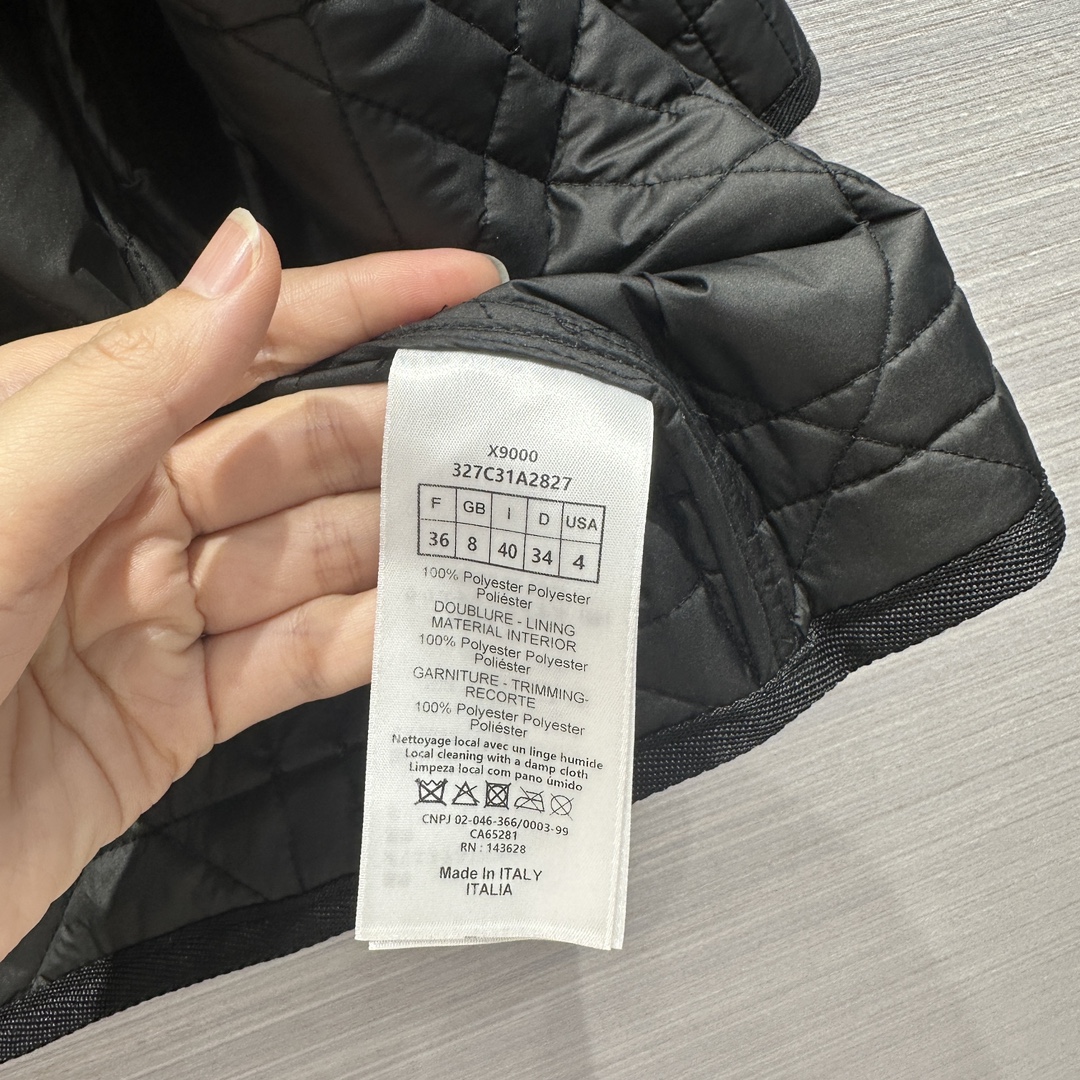 X9000
327C31A2827
F GB I D USA
36 8 40 34 4
100% Polyester Polyester
Poliéster
DOUBLURE - LINING
MATERIAL INTERIOR
100% Polyester Polyester
Poliéster
GARNITURE - TRIMMING-
RECORTE
100% Polyester Polyester
Poliéster
Nettoyage local avec un linge humide
Local cleaning with a damp cloth
Limpeza local com pano úmido
CNPJ 02-046-366/0003-99
CA65281
RN : 143628
Made In ITALY
ITALIA